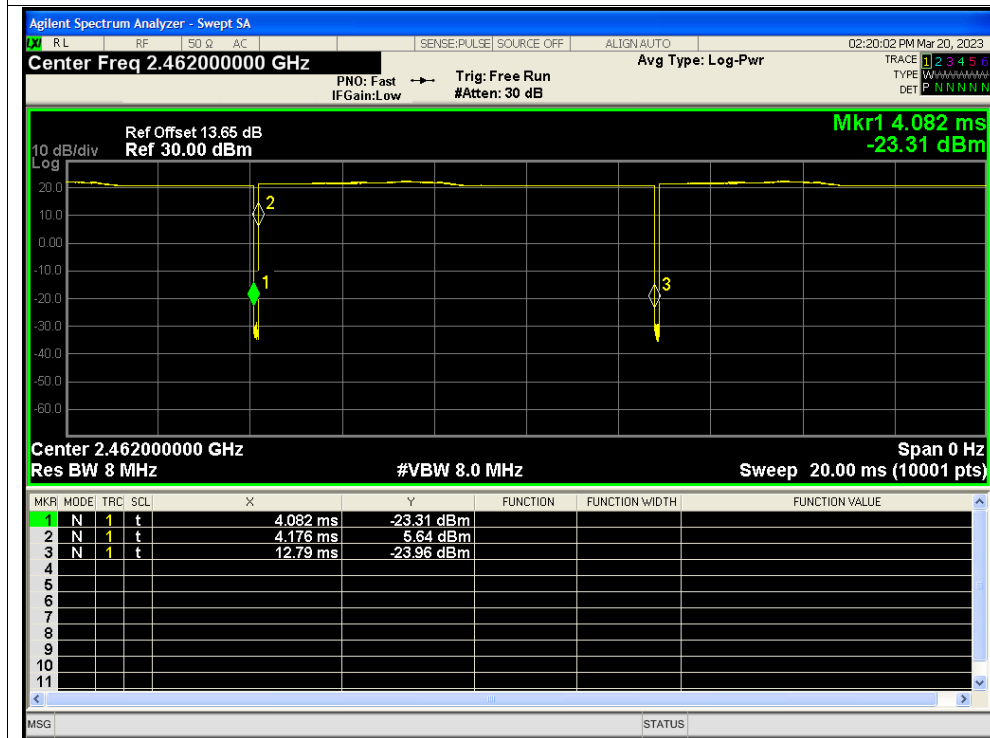 Agilent Spectrum Analyzer - Swept SA
LXI RL RF 50 Ω AC SENSE:PULSE SOURCE OFF ALIGN AUTO 02:20:02 PM Mar 20, 2023
Center Freq 2.462000000 GHz
Avg Type: Log-Pwr
TRACE 1 2 3 4 5 6
PNO: Fast
Trig: Free Run
TYPE WWWWWW
IFGain:Low
#Atten: 30 dB
DET P N N N N N
Mkr1 4.082 ms
-23.31 dBm
Ref Offset 13.65 dB
10 dB/div Ref 30.00 dBm
Log
20.0
10.0
0.00
-10.0
-20.0
-30.0
-40.0
-50.0
-60.0
2
1
3
Center 2.462000000 GHz Span 0 Hz
Res BW 8 MHz #VBW 8.0 MHz Sweep 20.00 ms (10001 pts)
MKR MODE TRC SCL X Y FUNCTION FUNCTION WIDTH FUNCTION VALUE
1 N 1 t 4.082 ms -23.31 dBm
2 N 1 t 4.176 ms 5.64 dBm
3 N 1 t 12.79 ms -23.96 dBm
4
5
6
7
8
9
10
11
MSG STATUS